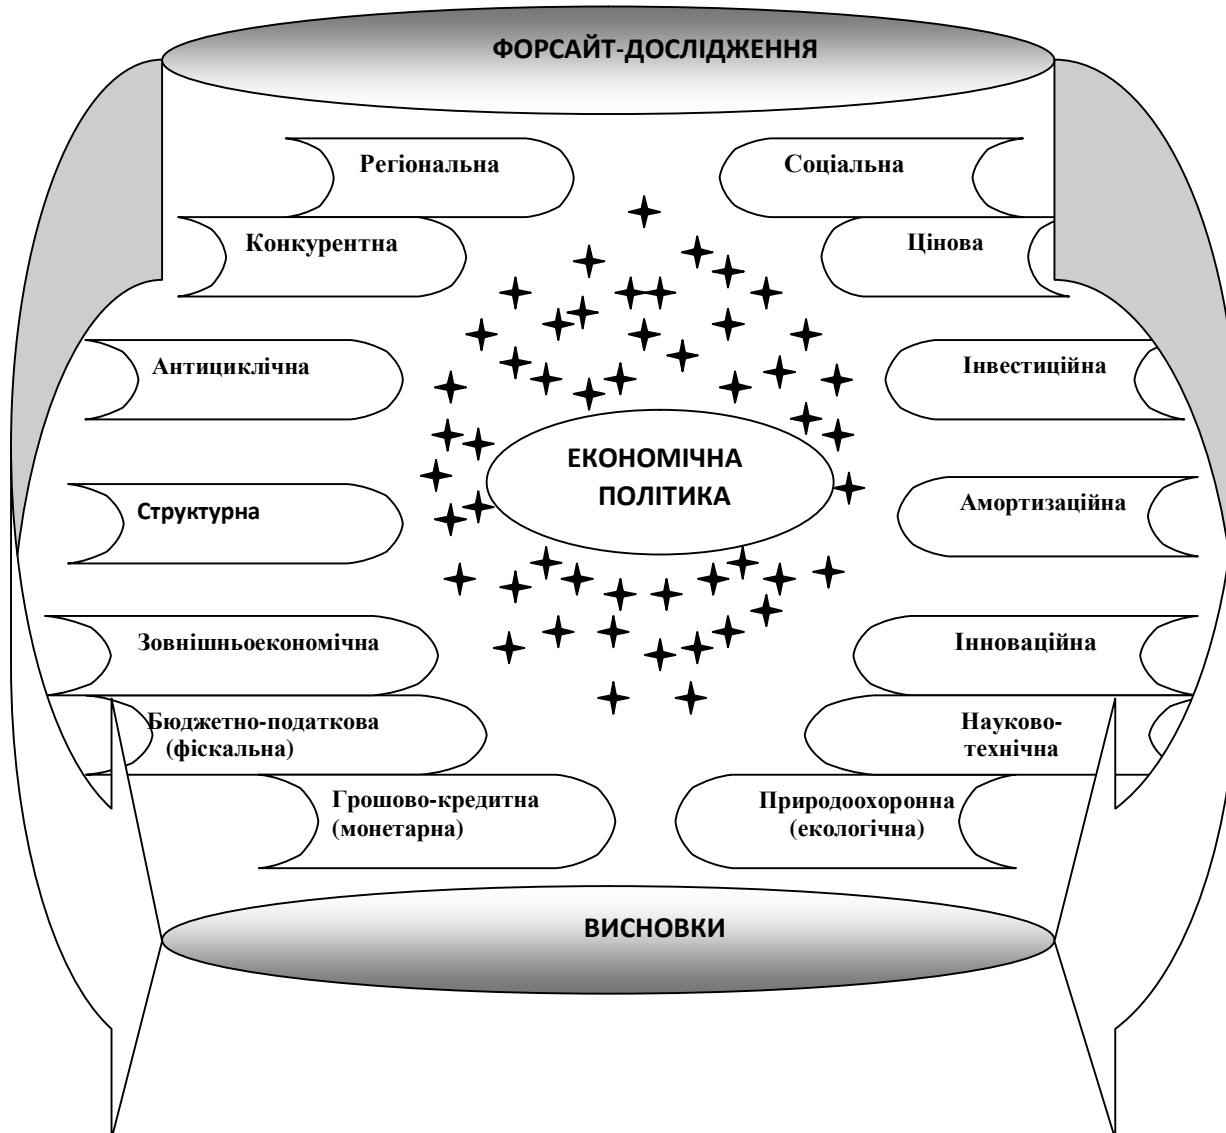 ФОРСАЙТ-ДОСЛІДЖЕННЯ
Регіональна
Соціальна
Конкурентна
Цінова
Антициклічна
Інвестиційна
ЕКОНОМІЧНА
ПОЛІТИКА
Структурна
Амортизаційна
Зовнішньоекономічна
Інноваційна
Бюджетно-податкова
(фіскальна)
Науково-
технічна
Грошово-кредитна
(монетарна)
Природоохоронна
(екологічна)
ВИСНОВКИ